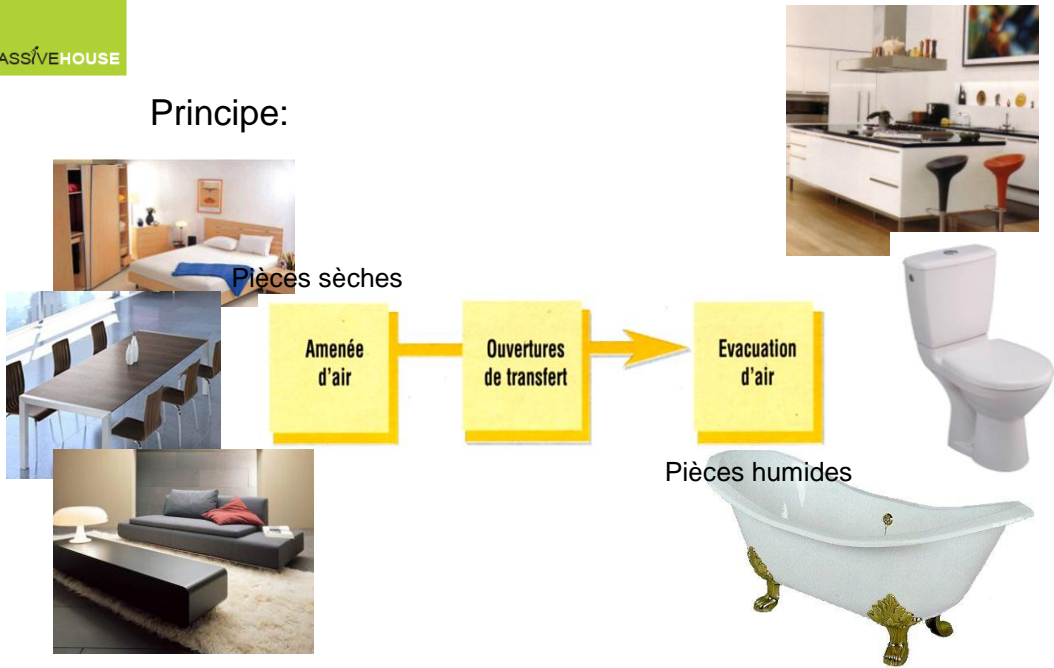 ASSIVEHOUSE
Principe:
Pièces sèches
Amenée
d'air
Ouvertures
de transfert
Evacuation
d'air
Pièces humides